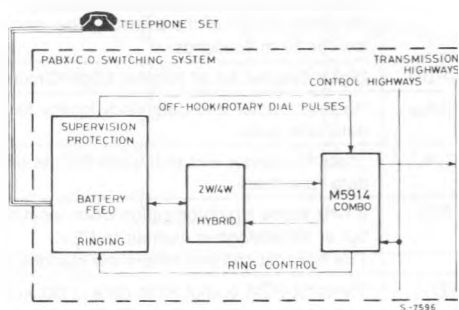 TELEPHONE SET
PABX/C.O. SWITCHING SYSTEM
TRANSMISSION
HIGHWAYS
CONTROL HIGHWAYS
OFF-HOOK/ROTARY DIAL PULSES
SUPERVISION
PROTECTION
BATTERY
FEED
RINGING
2W/4W
HYBRID
M5914
COMBO
RING CONTROL
S-7596